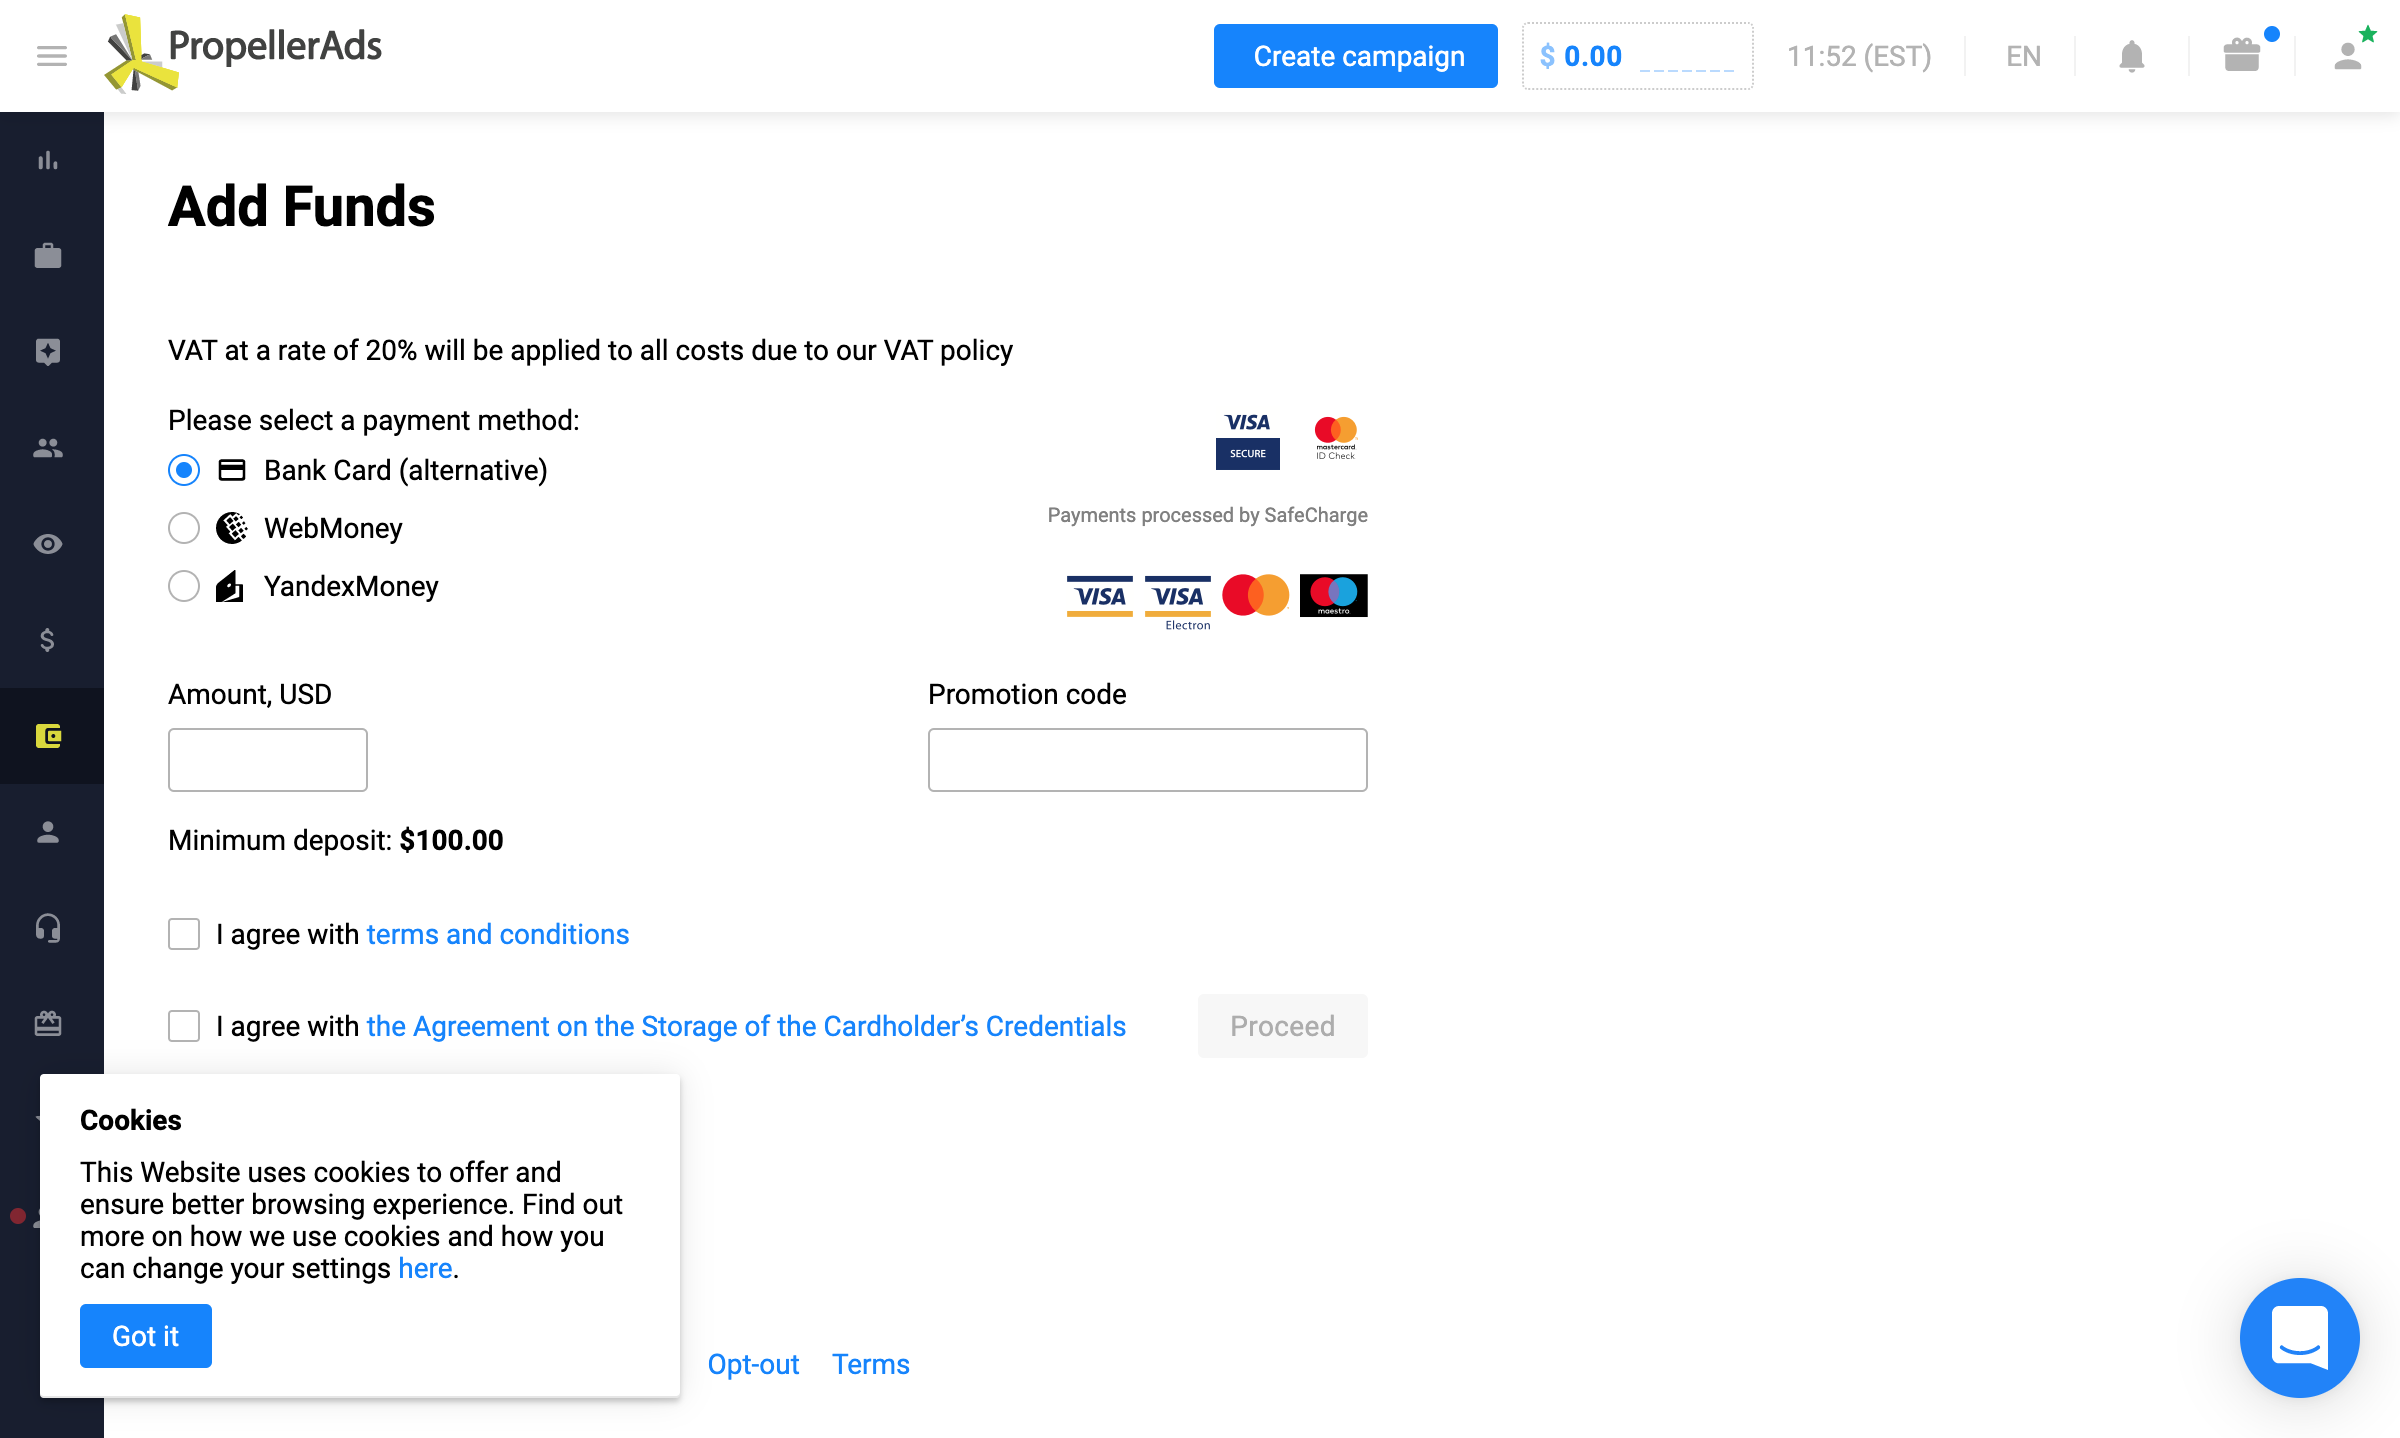 PropellerAds
Create campaign
$ 0.00
11:52 (EST)
EN
Add Funds
VAT at a rate of 20% will be applied to all costs due to our VAT policy
Please select a payment method:
Bank Card (alternative)
WebMoney
YandexMoney
VISA
SECURE
mastercard
ID Check
Payments processed by SafeCharge
VISA
VISA
Electron
maestro
Amount, USD
Promotion code
Minimum deposit: $100.00
I agree with terms and conditions
I agree with the Agreement on the Storage of the Cardholder’s Credentials
Proceed
Cookies
This Website uses cookies to offer and
ensure better browsing experience. Find out
more on how we use cookies and how you
can change your settings here.
Got it
Opt-out
Terms